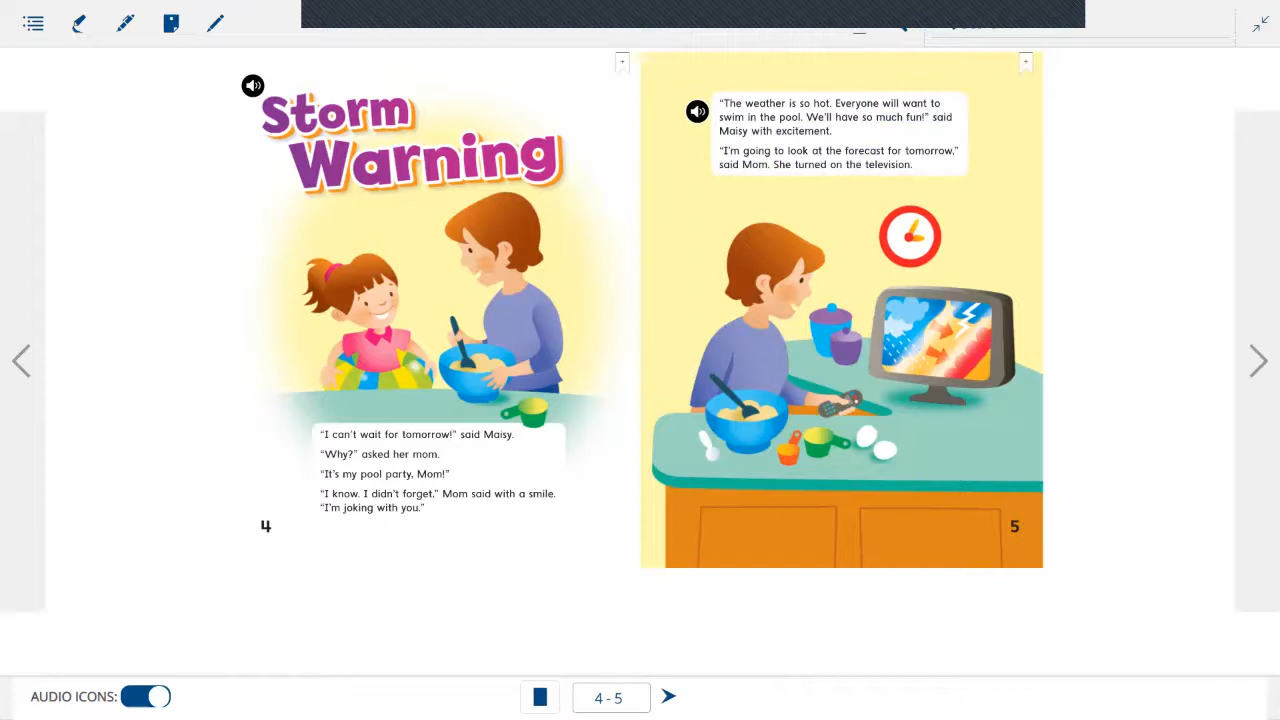 Storm
Warning
“I can’t wait for tomorrow!” said Maisy.
“Why?” asked her mom.
“It’s my pool party, Mom!”
“I know. I didn’t forget,” Mom said with a smile.
“I’m joking with you.”
4
“The weather is so hot. Everyone will want to
swim in the pool. We’ll have so much fun!” said
Maisy with excitement.
“I’m going to look at the forecast for tomorrow,”
said Mom. She turned on the television.
5
AUDIO ICONS:
4 - 5